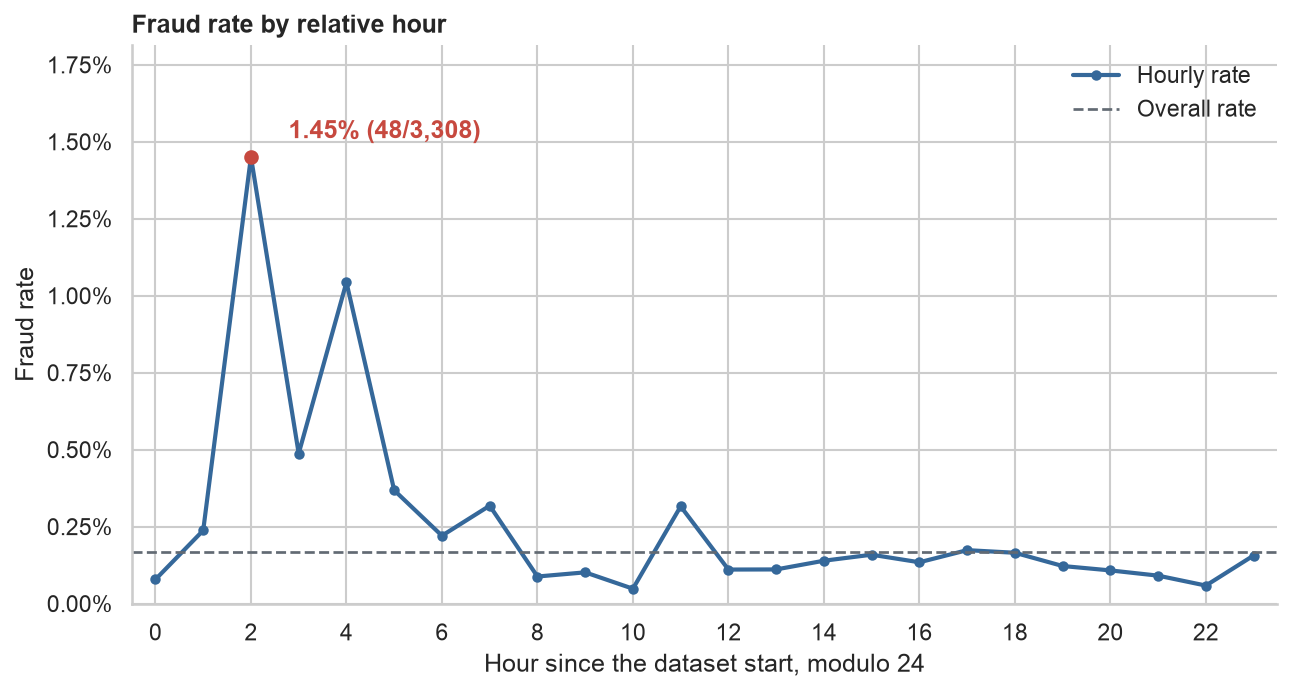 Fraud rate by relative hour
1.75%
1.50%
1.25%
1.00%
0.75%
0.50%
0.25%
0.00%
Fraud rate
1.45% (48/3,308)
Hourly rate
Overall rate
0 2 4 6 8 10 12 14 16 18 20 22
Hour since the dataset start, modulo 24